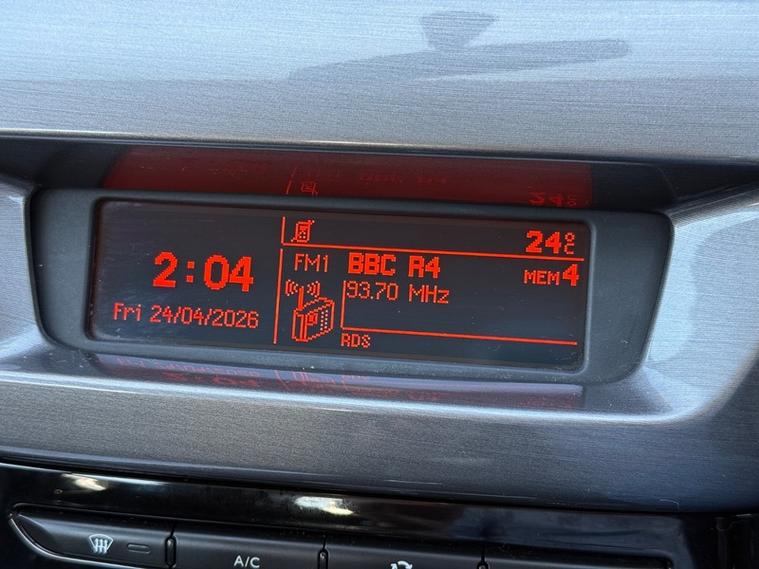 24°C
FM1 BBC R4 MEM4
2:04
93.70 MHz
Fri 24/04/2026
RDS
A/C